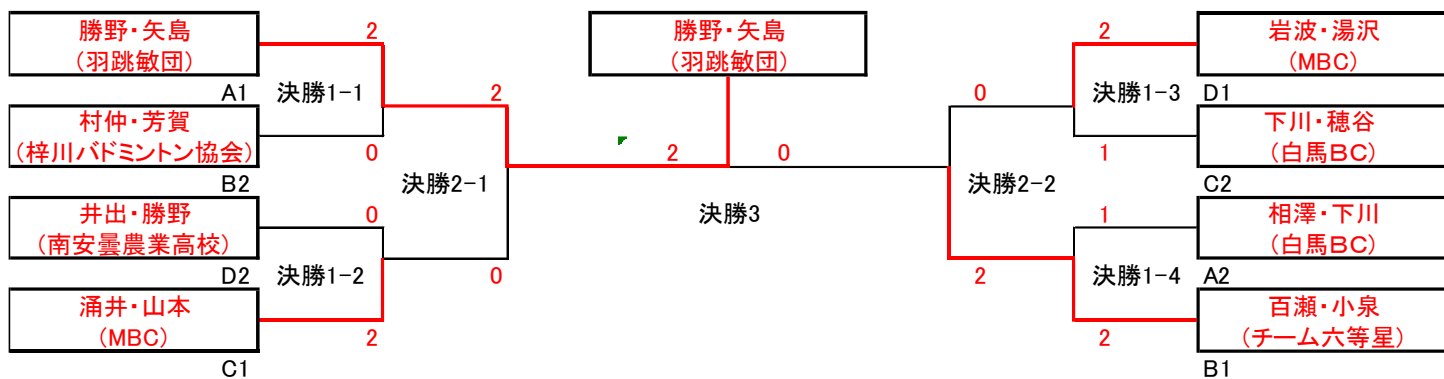 勝野・矢島
(羽跳敏団)
A1
2
決勝1-1
村仲・芳賀
(梓川バドミントン協会)
B2
0
2
決勝2-1
井出・勝野
(南安曇農業高校)
D2
0
決勝1-2
涌井・山本
(MBC)
C1
2
0
勝野・矢島
(羽跳敏団)
2
0
決勝3
0
決勝2-2
2
2
決勝1-3
1
岩波・湯沢
(MBC)
D1
下川・穂谷
(白馬BC)
C2
1
決勝1-4
2
相澤・下川
(白馬BC)
A2
百瀬・小泉
(チーム六等星)
B1